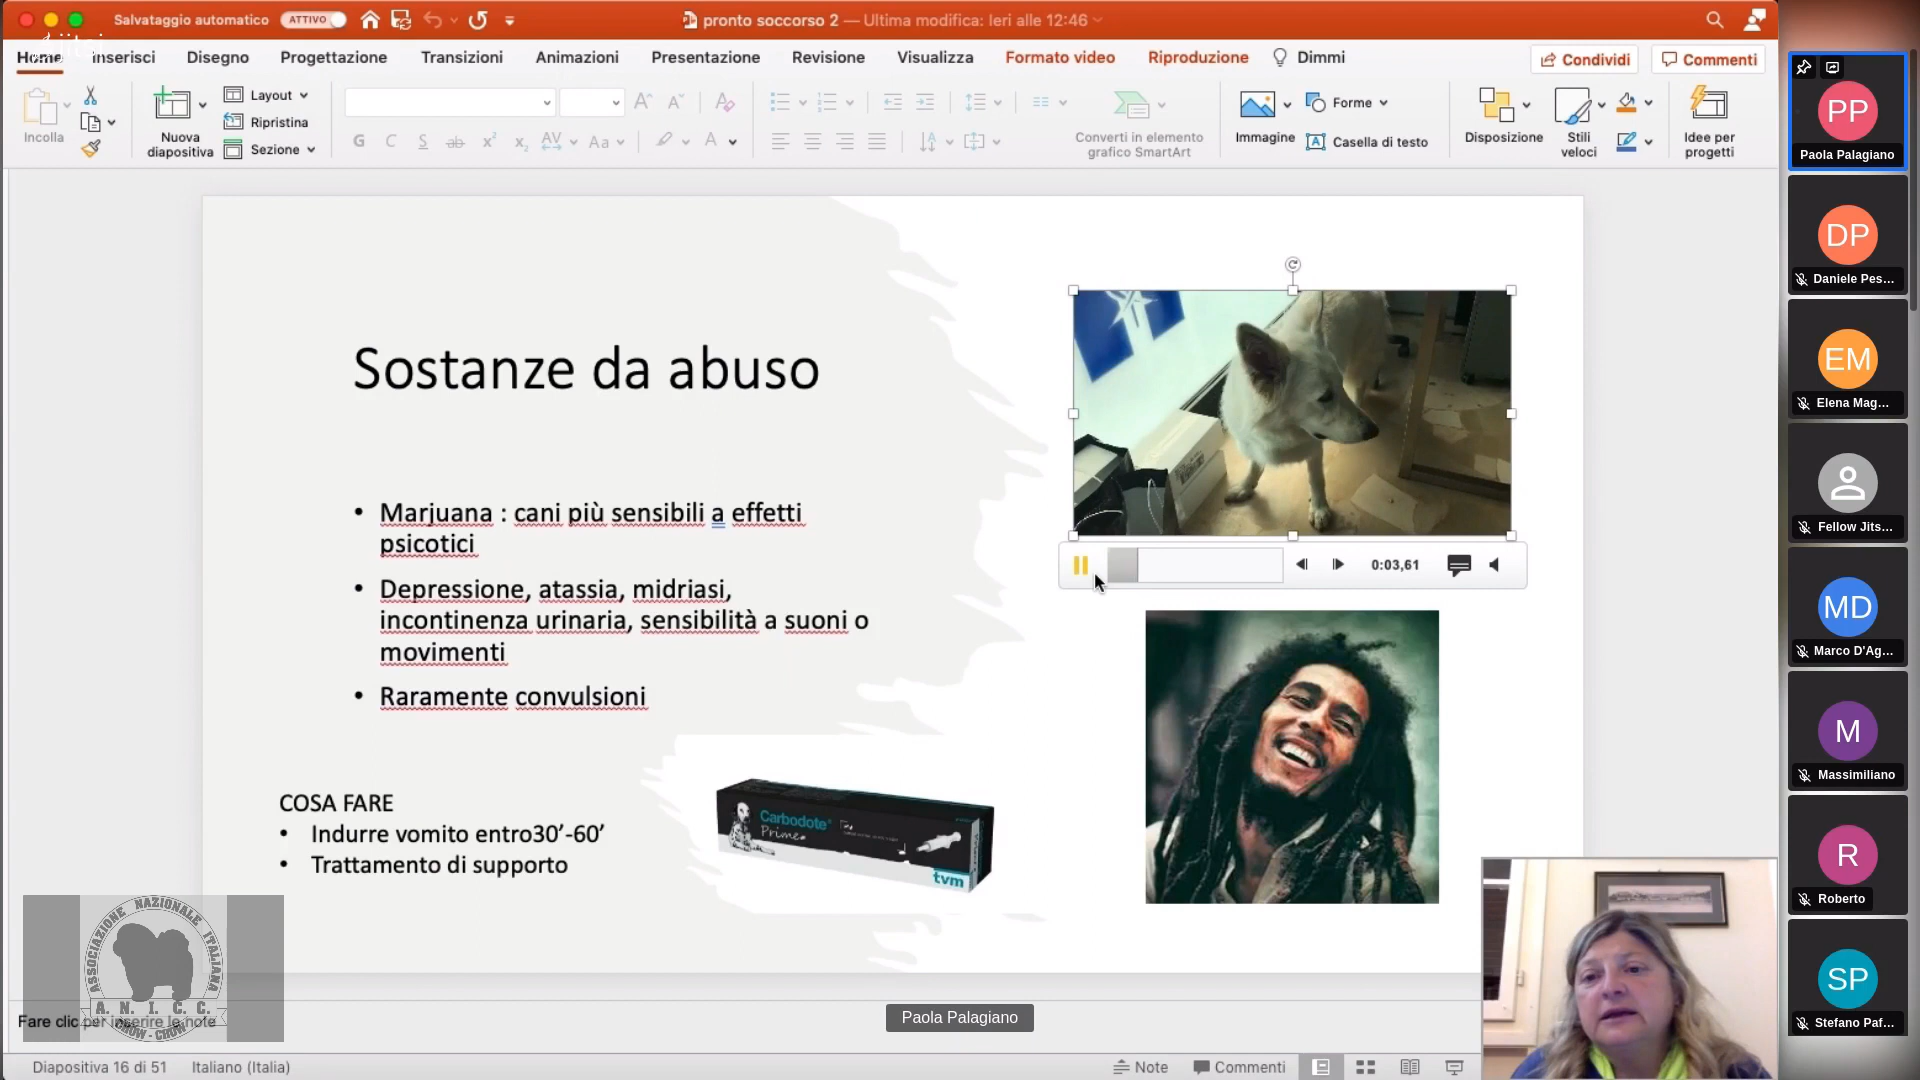 Salvataggio automatico ATTIVO pronto soccorso 2 — Ultima modifica: Ieri alle 12:46
Home Inserisci Disegno Progettazione Transizioni Animazioni Presentazione Revisione Visualizza Formato video Riproduzione Dimmi Condividi Commenti
Incolla
Nuova diapositiva
Layout
Ripristina
Sezione
Converti in elemento grafico SmartArt
Immagine
Forme
Casella di testo
Disposizione
Stili veloci
Idee per progetti
Sostanze da abuso
• Marjuana : cani più sensibili a effetti
psicotici
• Depressione, atassia, midriasi,
incontinenza urinaria, sensibilità a suoni o
movimenti
• Raramente convulsioni
COSA FARE
• Indurre vomito entro30’-60’
• Trattamento di supporto
Carbodote
Prime
tvm
0:03,61
ASSOCIAZIONE NAZIONALE ITALIANA
A. N. I. C. C.
CHOW - CHOW
Fare clic per inserire le note
Paola Palagiano
Diapositiva 16 di 51 Italiano (Italia) Note Commenti
PP
Paola Palagiano
DP
Daniele Pes...
EM
Elena Mag...
Fellow Jits...
MD
Marco D'Ag...
M
Massimiliano
R
Roberto
SP
Stefano Paf...